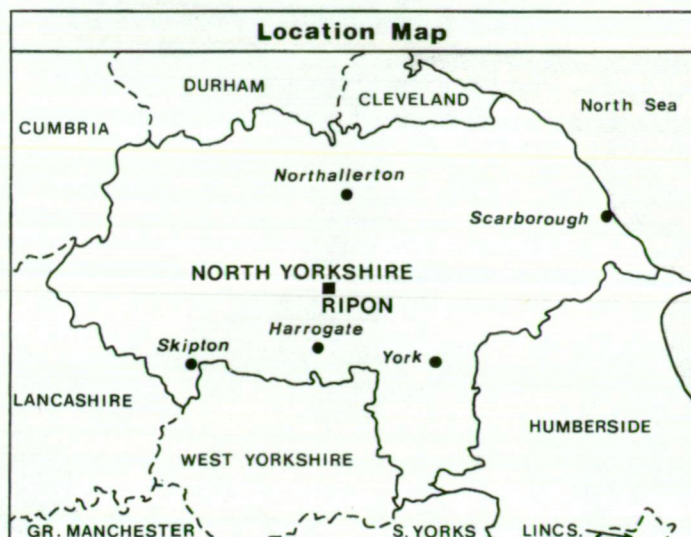 Location Map
DURHAM
CLEVELAND
North Sea
CUMBRIA
Northallerton
Scarborough
NORTH YORKSHIRE
RIPON
Harrogate
Skipton
York
LANCASHIRE
HUMBERSIDE
WEST YORKSHIRE
GR. MANCHESTER
S. YORKS
LINCS.